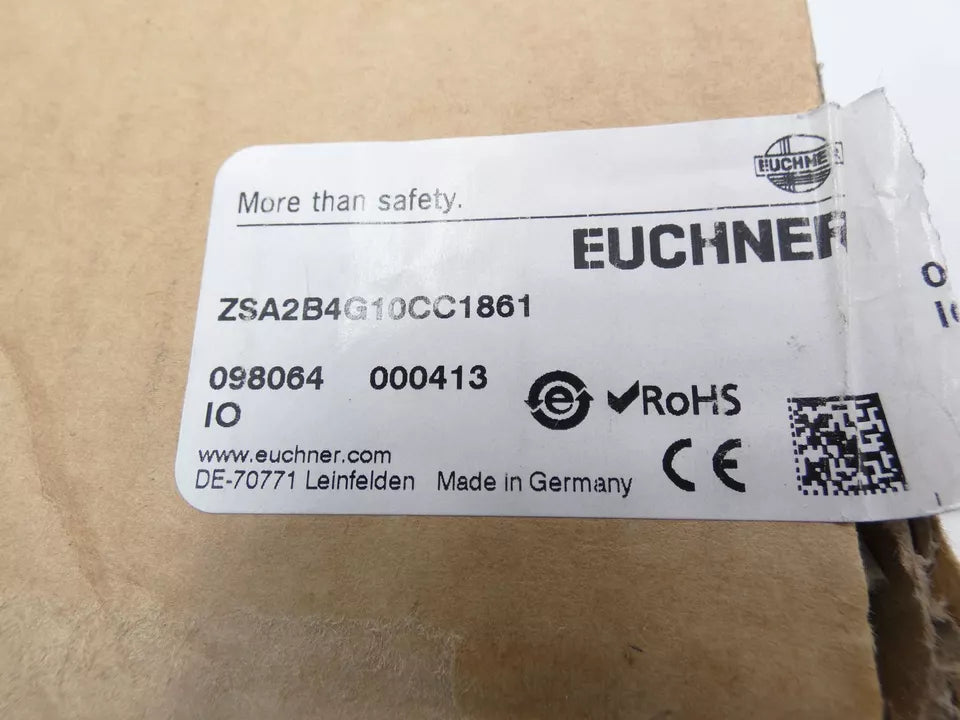 EUCHNER
More than safety.
EUCHNER
ZSA2B4G10CC1861
098064 000413
IO
RoHS
www.euchner.com
DE-70771 Leinfelden Made in Germany
CE